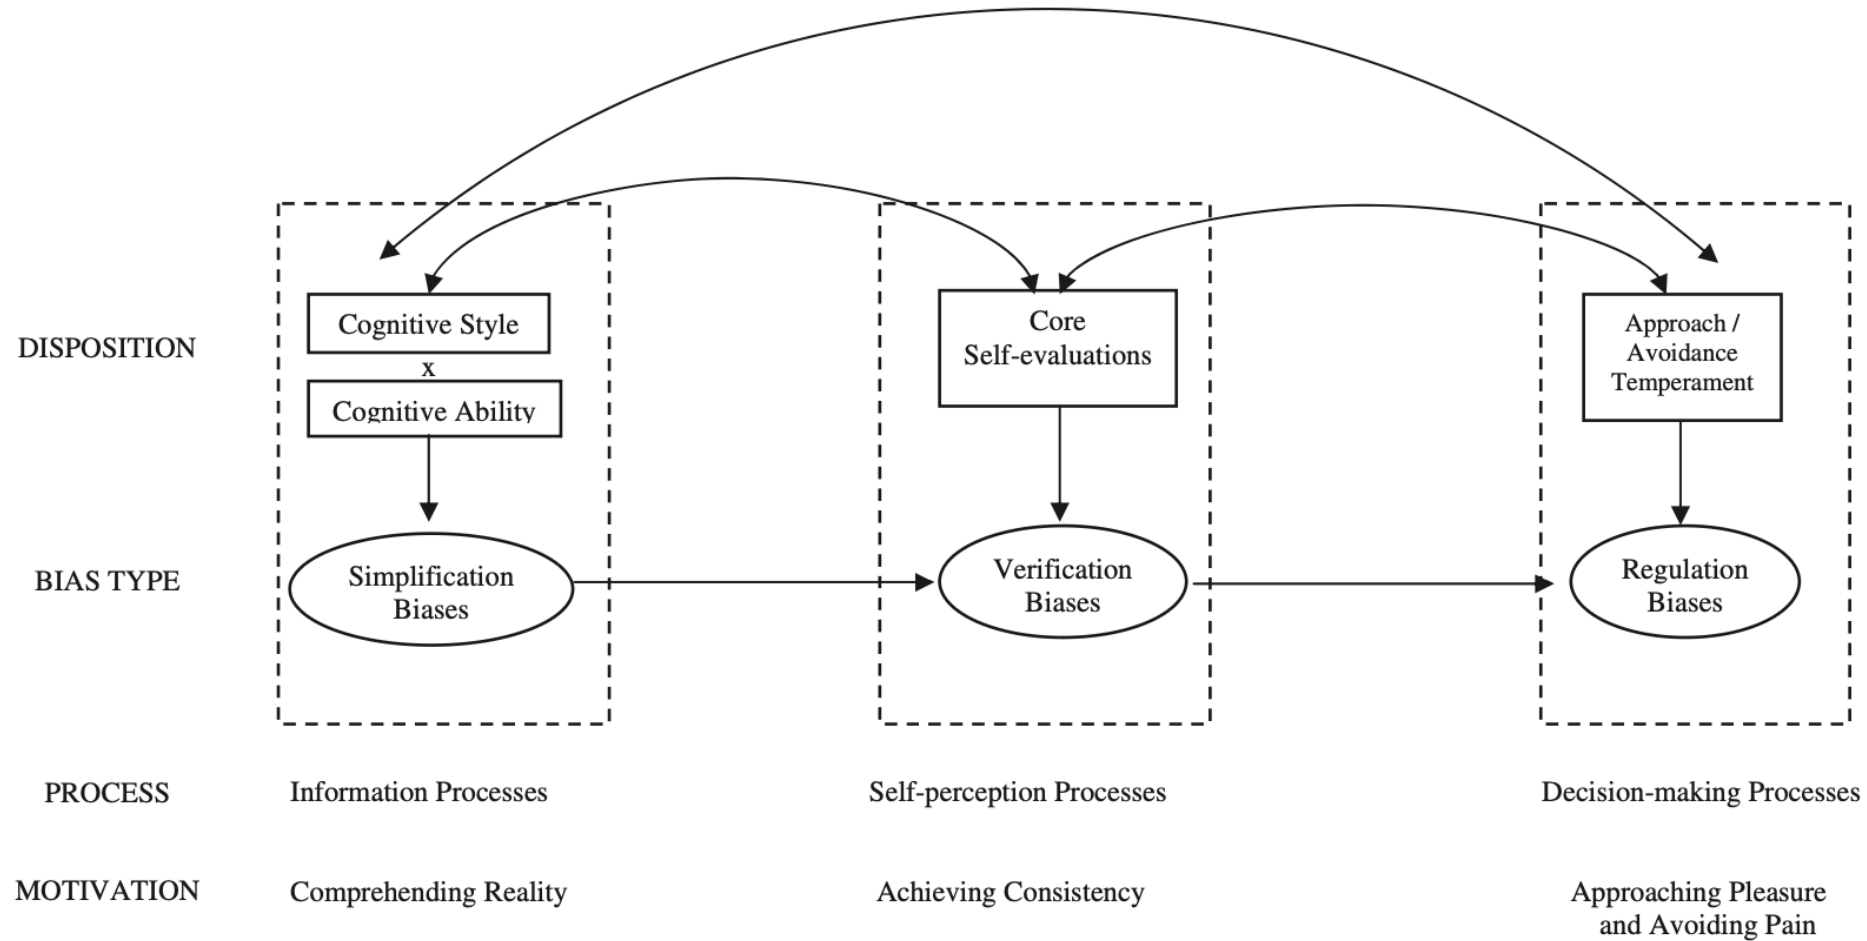 DISPOSITION
Cognitive Style
x
Cognitive Ability
Core
Self-evaluations
Approach /
Avoidance
Temperament
BIAS TYPE
Simplification
Biases
Verification
Biases
Regulation
Biases
PROCESS
Information Processes
Self-perception Processes
Decision-making Processes
MOTIVATION
Comprehending Reality
Achieving Consistency
Approaching Pleasure
and Avoiding Pain